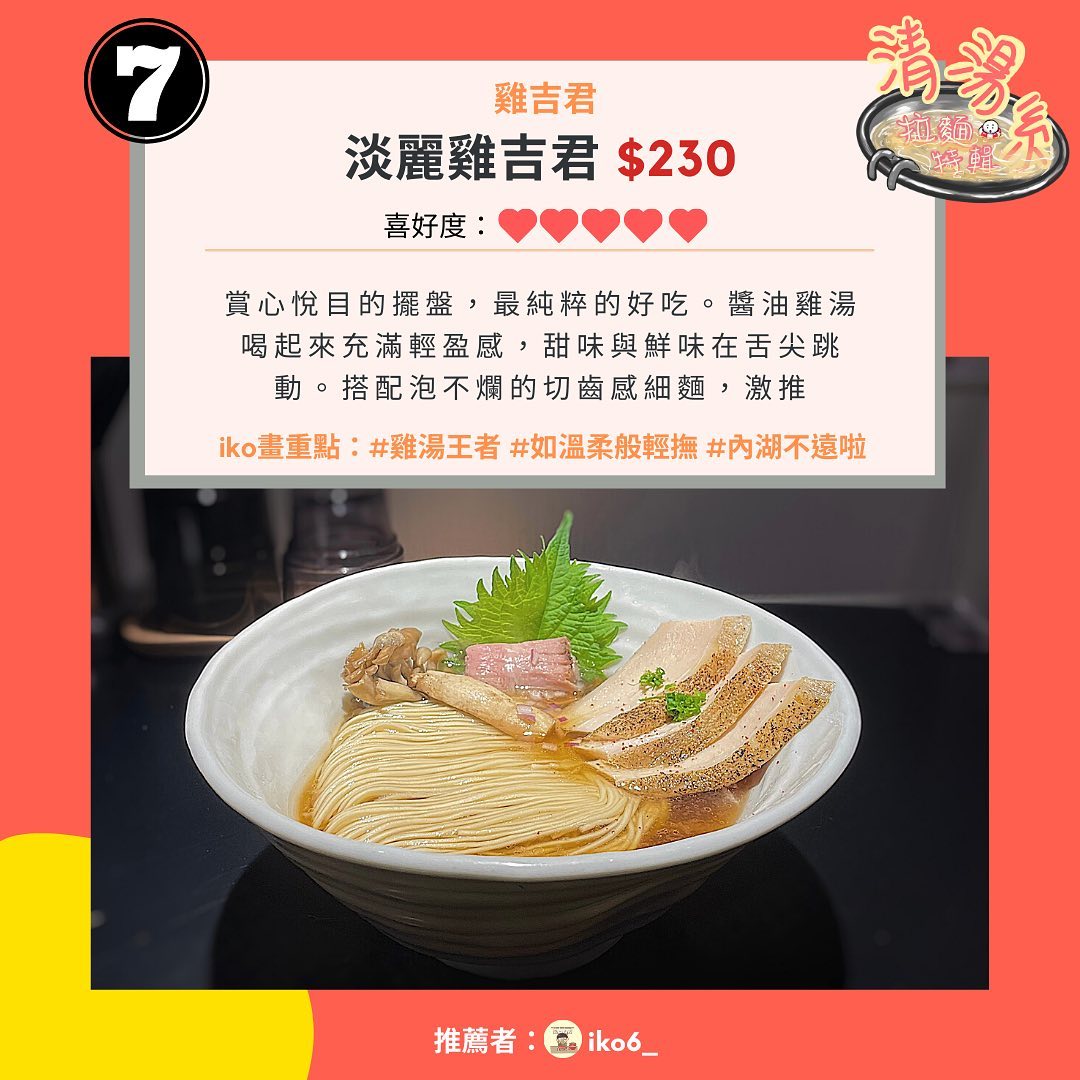 7
清湯系
拉麵
特輯
雞吉君
淡麗雞吉君 $230
喜好度：
賞心悅目的擺盤，最純粹的好吃。醬油雞湯
喝起來充滿輕盈感，甜味與鮮味在舌尖跳
動。搭配泡不爛的切齒感細麵，激推
iko畫重點：#雞湯王者 #如溫柔般輕撫 #內湖不遠啦
推薦者： iko6_